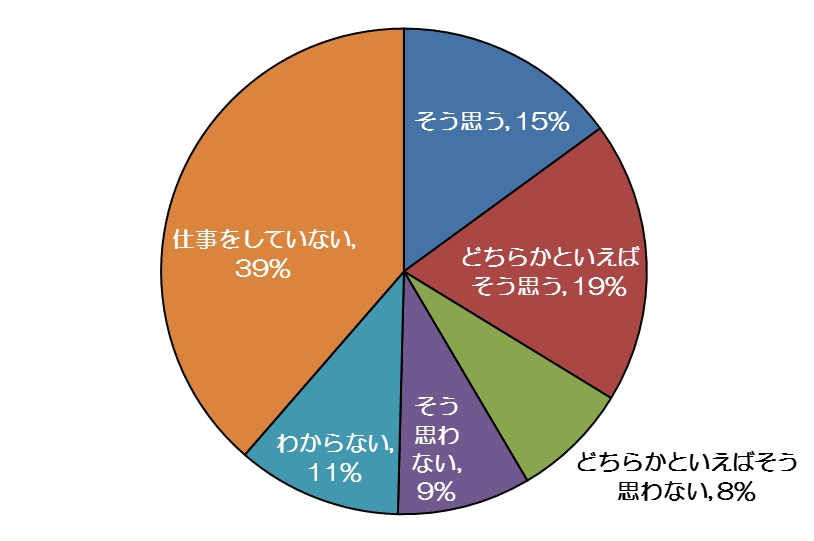 そう思う, 15%
どちらかといえば
そう思う, 19%
どちらかといえばそう
思わない, 8%
そう
思わ
ない,
9%
わからない,
11%
仕事をしていない,
39%